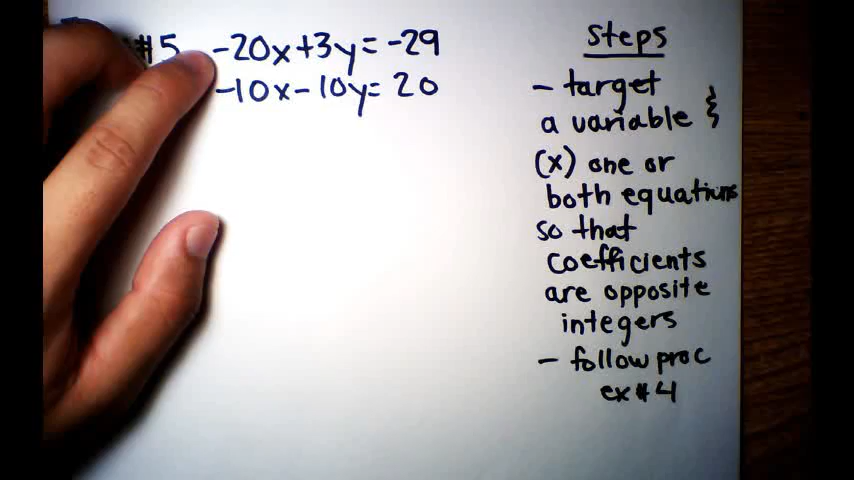 #5 -20x+3y=-29
-10x-10y=20
Steps
- target
a variable }
(x) one or
both equations
so that
coefficients
are opposite
integers
- follow proc
ex#4